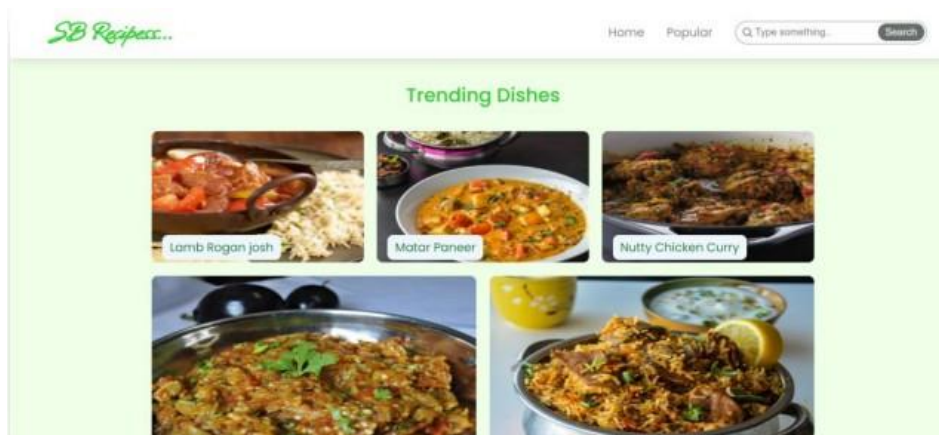 SB Recipess...
Home Popular Type something.. Search
Trending Dishes
Lamb Rogan josh Matar Paneer Nutty Chicken Curry